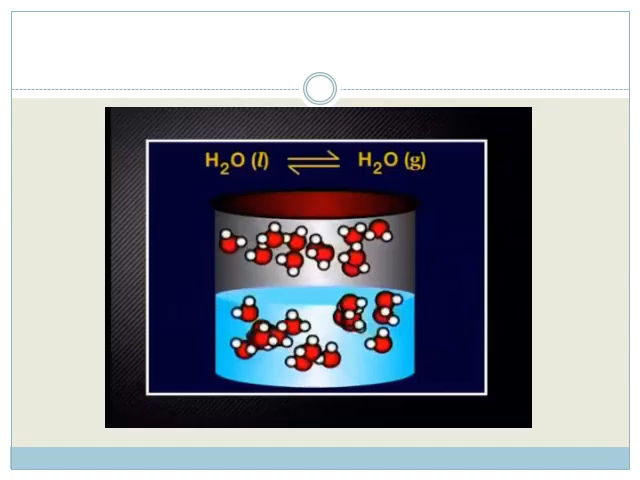 H₂O (l) ⇌ H₂O (g)